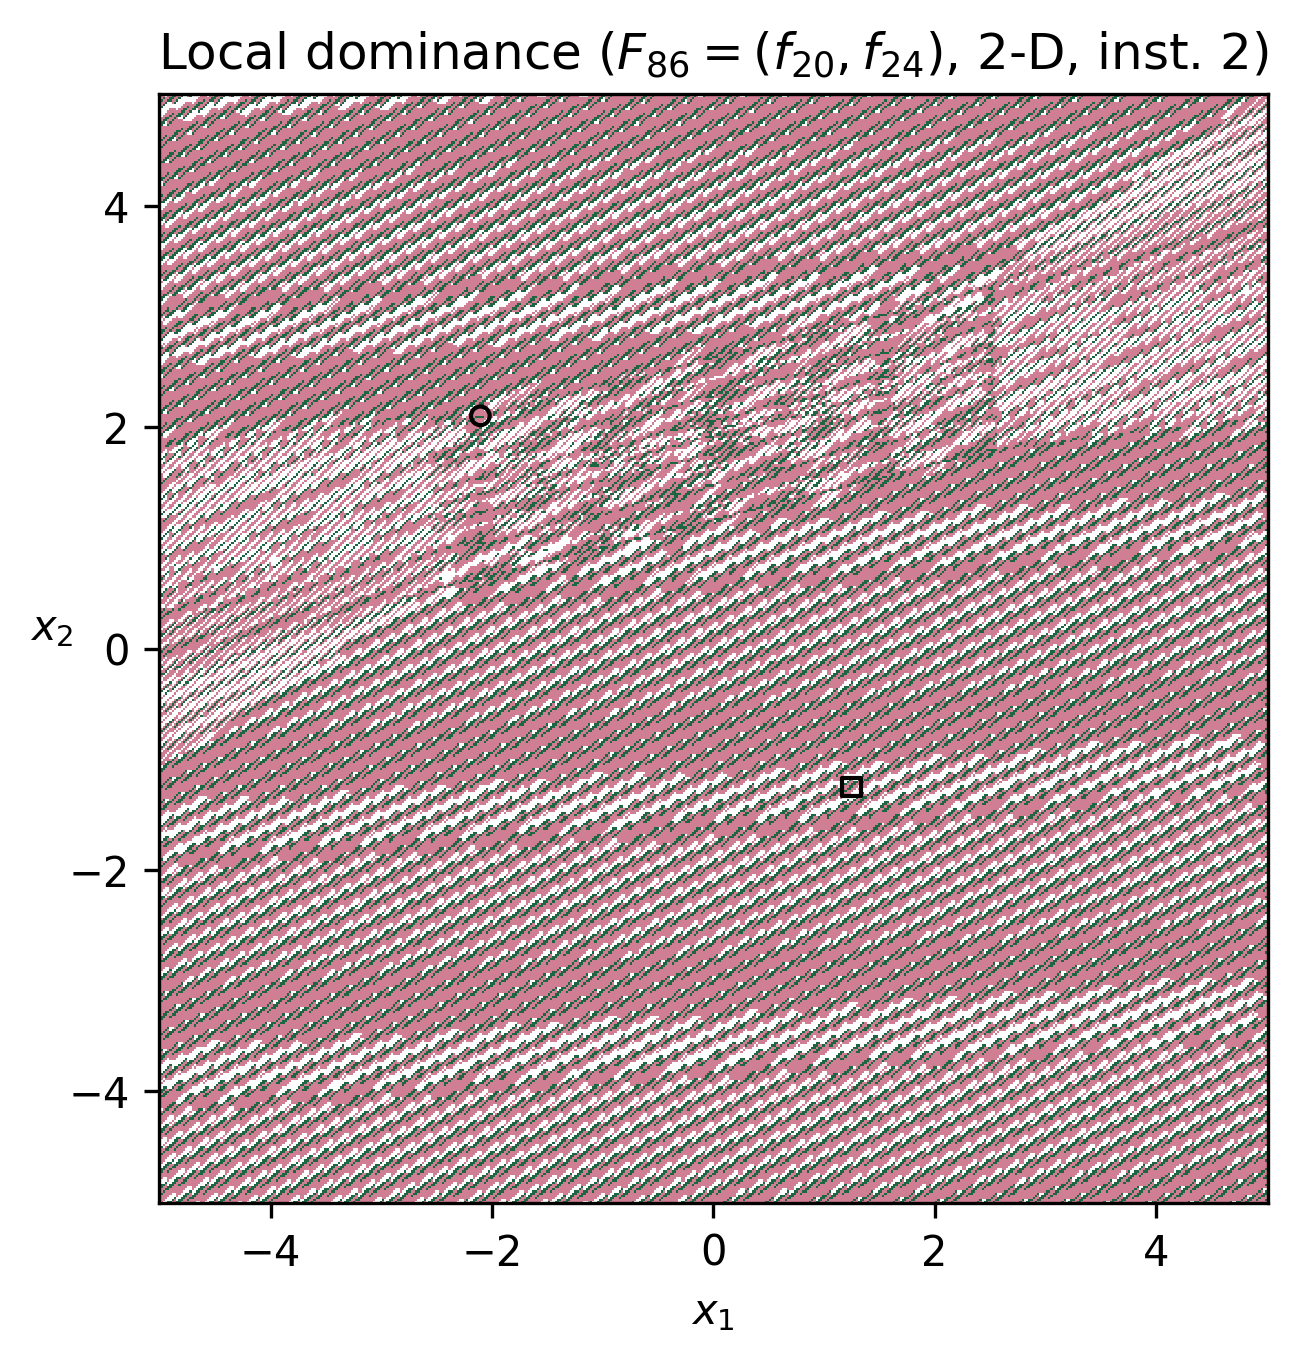 Local dominance (F₈₆ = (f₂₀, f₂₄), 2-D, inst. 2)
4
2
x₂
0
−2
−4
−4 −2 0 2 4
x₁